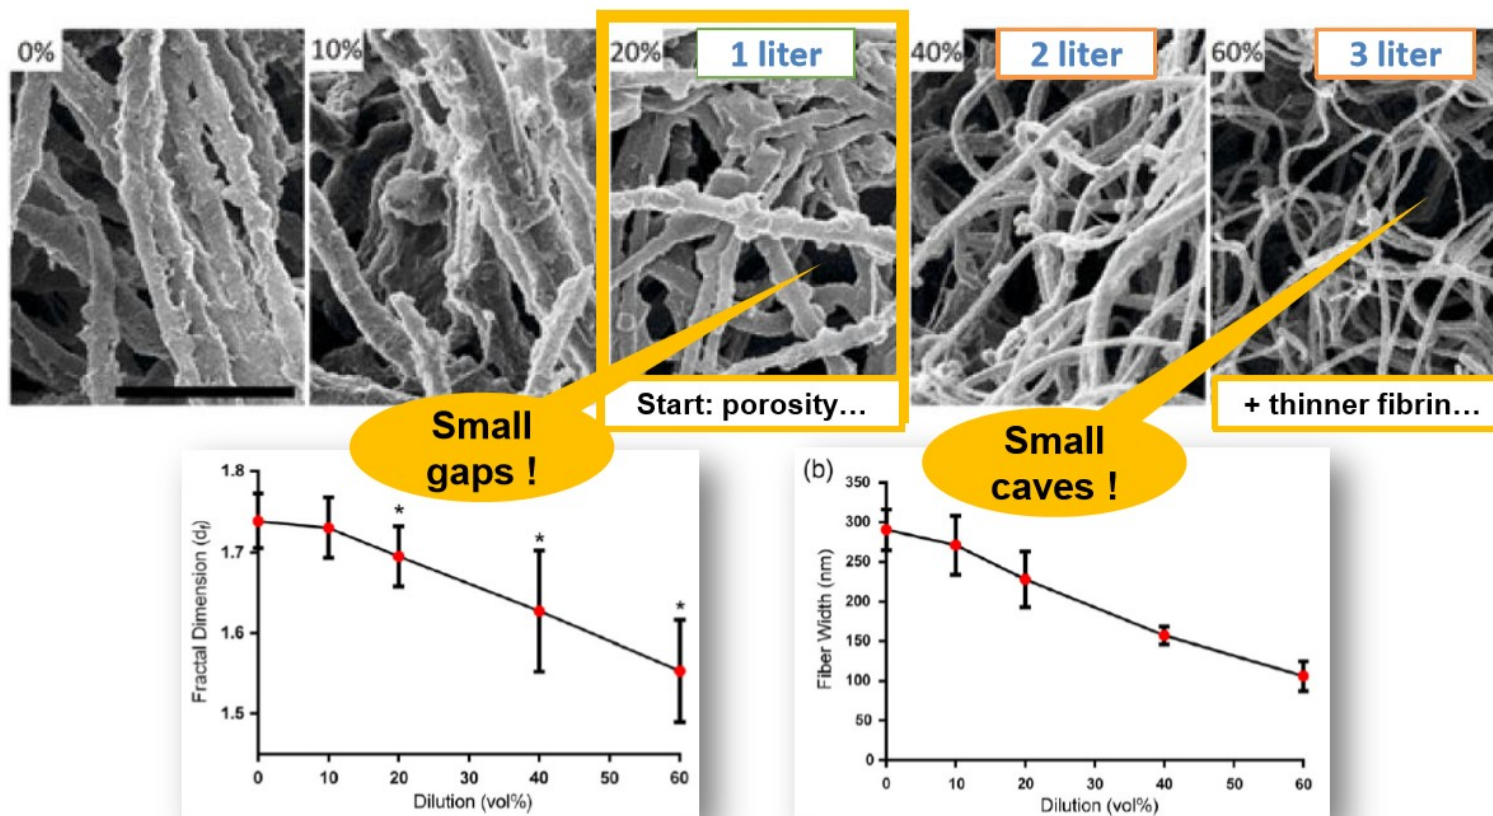 0%
10%
20%
1 liter
40%
2 liter
60%
3 liter
Start: porosity…
+ thinner fibrin…
Small
gaps !
Small
caves !
1.8
1.7
1.6
1.5
Fractal Dimension (df)
*
*
*
0 10 20 30 40 50 60
Dilution (vol%)
(b)
350
300
250
200
150
100
50
0
Fiber Width (nm)
0 10 20 30 40 50 60
Dilution (vol%)